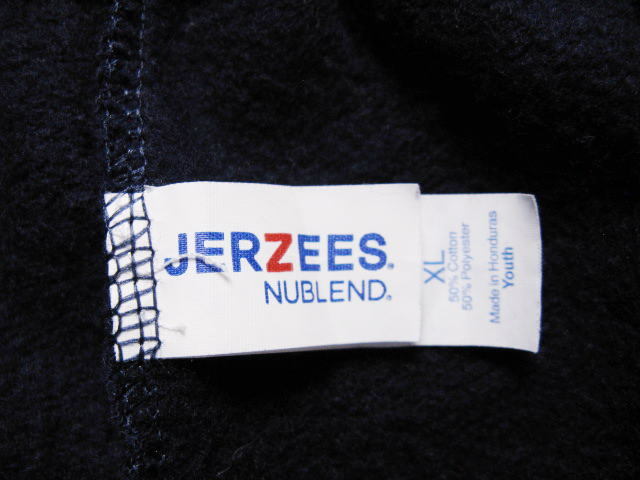 JERZEES®
NUBLEND®
XL
50% Cotton
50% Polyester
Made in Honduras
Youth